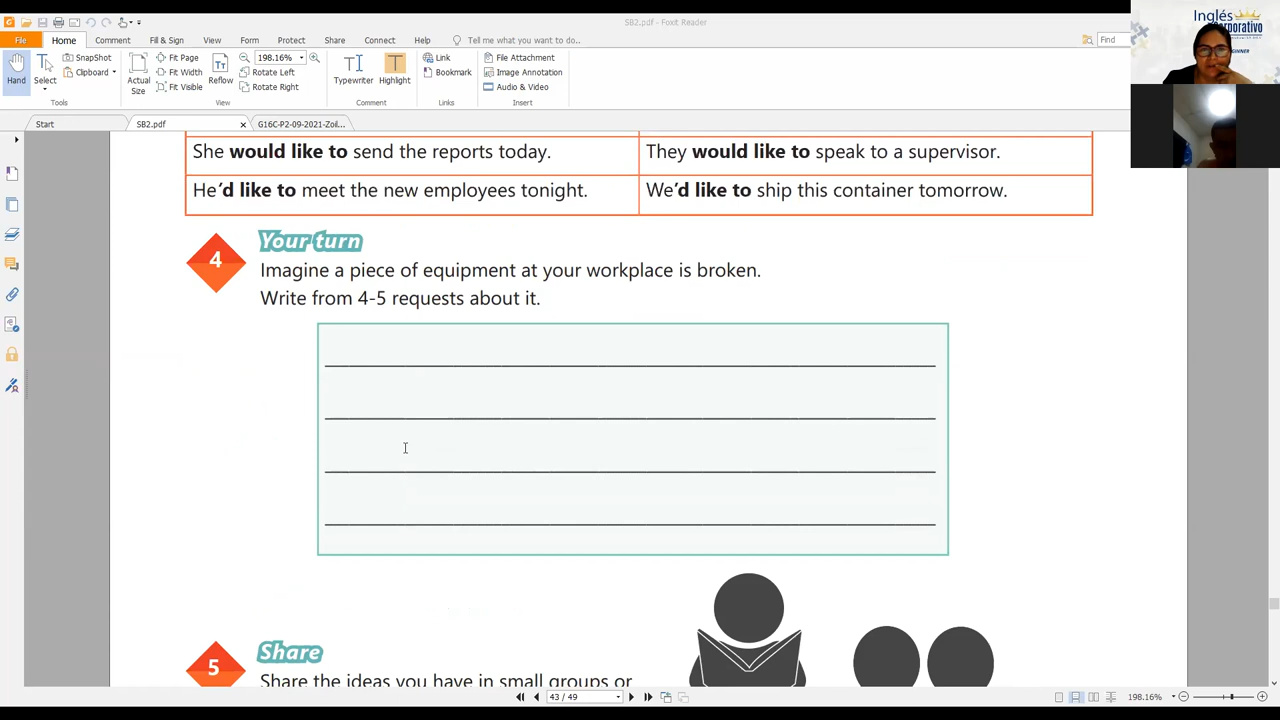 SB2.pdf - Foxit Reader
File Home Comment Fill & Sign View Form Protect Share Connect Help Tell me what you want to do... Find
Hand
Select
SnapShot
Clipboard
Tools
Actual Size
Fit Page
Fit Width
Fit Visible
Reflow
198.16%
Rotate Left
Rotate Right
View
Typewriter
Highlight
Comment
Link
Bookmark
Links
File Attachment
Image Annotation
Audio & Video
Insert
Inglés
Corporativo
Start SB2.pdf G16C-P2-09-2021-Zoil...
She would like to send the reports today. They would like to speak to a supervisor.
He'd like to meet the new employees tonight. We'd like to ship this container tomorrow.
4 Your turn
Imagine a piece of equipment at your workplace is broken.
Write from 4-5 requests about it.
5 Share
Share the ideas you have in small groups or
43 / 49 198.16%